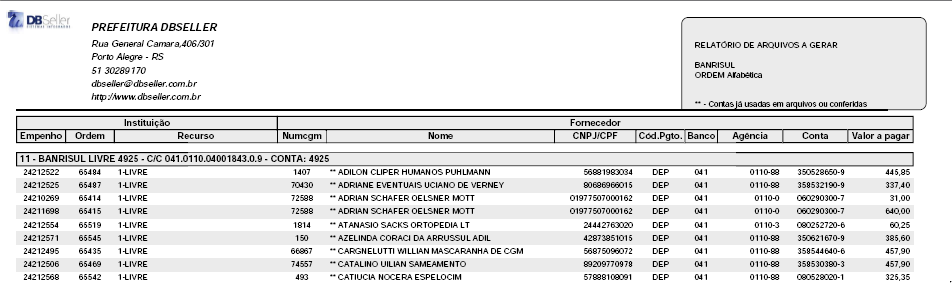 DBSeller
PREFEITURA DBSELLER
Rua General Camara,406/301
Porto Alegre - RS
51 30289170
dbseller@dbseller.com.br
http://www.dbseller.com.br
RELATÓRIO DE ARQUIVOS A GERAR
BANRISUL
ORDEM Alfabética
** - Contas já usadas em arquivos ou conferidas
Instituição Fornecedor
Empenho Ordem Recurso Numcgm Nome CNPJ/CPF Cod.Pgto. Banco Agência Conta Valor a pagar
11 - BANRISUL LIVRE 4925 - C/C 041.0110.04001843.0.9 - CONTA: 4925
24212522 65484 1-LIVRE 1407 ** ADILON CLIPER HUMANOS PUHLMANN 56881983034 DEP 041 0110-88 350528650-9 445,85
24212525 65487 1-LIVRE 70430 ** ADRIANE EVENTUAIS UCIANO DE VERNEY 80686966015 DEP 041 0110-88 358532190-9 337,40
24210269 65414 1-LIVRE 72588 ** ADRIAN SCHAFER OELSNER MOTT 01977507000162 DEP 041 0110-0 060290300-7 31,00
24211698 65415 1-LIVRE 72588 ** ADRIAN SCHAFER OELSNER MOTT 01977507000162 DEP 041 0110-0 060290300-7 640,00
24212554 65519 1-LIVRE 1814 ** ATANASIO SACKS ORTOPEDIA LT 24442763020 DEP 041 0110-3 080252720-6 60,25
24212571 65545 1-LIVRE 150 ** AZELINDA CORACI DA ARRUSSUL ADIL 42873851015 DEP 041 0110-88 350621670-9 385,60
24212495 65435 1-LIVRE 66867 ** CARGNELUTTI WILLIAN MASCARANHA DE CGM 56875096072 DEP 041 0110-88 358544640-6 457,90
24212506 65469 1-LIVRE 74557 ** CATALINO UILIAN SAMEAMENTO 89209770978 DEP 041 0110-88 358530380-3 457,90
24212568 65542 1-LIVRE 493 ** CATIUCIA NOCERA ESPELOCIM 57888108091 DEP 041 0110-88 080528020-1 325,35